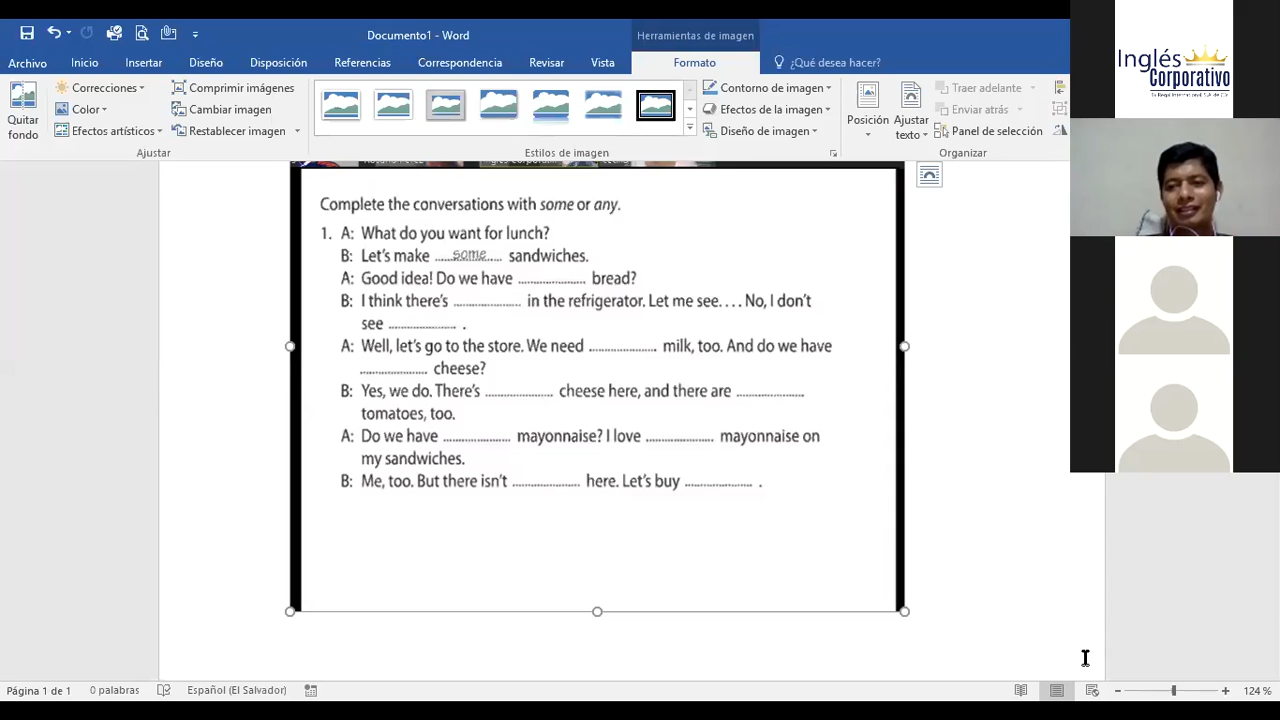 Documento1 - Word
Herramientas de imagen
Archivo Inicio Insertar Diseño Disposición Referencias Correspondencia Revisar Vista Formato ¿Qué desea hacer?
Quitar fondo
Correcciones
Color
Efectos artísticos
Comprimir imágenes
Cambiar imagen
Restablecer imagen
Ajustar
Estilos de imagen
Contorno de imagen
Efectos de la imagen
Diseño de imagen
Posición
Ajustar texto
Traer adelante
Enviar atrás
Panel de selección
Organizar
Inglés
Corporativo
Complete the conversations with some or any.
1. A: What do you want for lunch?
B: Let's make some sandwiches.
A: Good idea! Do we have .................... bread?
B: I think there's .................... in the refrigerator. Let me see. . . . No, I don't
see .................... .
A: Well, let's go to the store. We need .................... milk, too. And do we have
.................... cheese?
B: Yes, we do. There's .................... cheese here, and there are ....................
tomatoes, too.
A: Do we have .................... mayonnaise? I love .................... mayonnaise on
my sandwiches.
B: Me, too. But there isn't .................... here. Let's buy .................... .
Página 1 de 1 0 palabras Español (El Salvador) 124 %